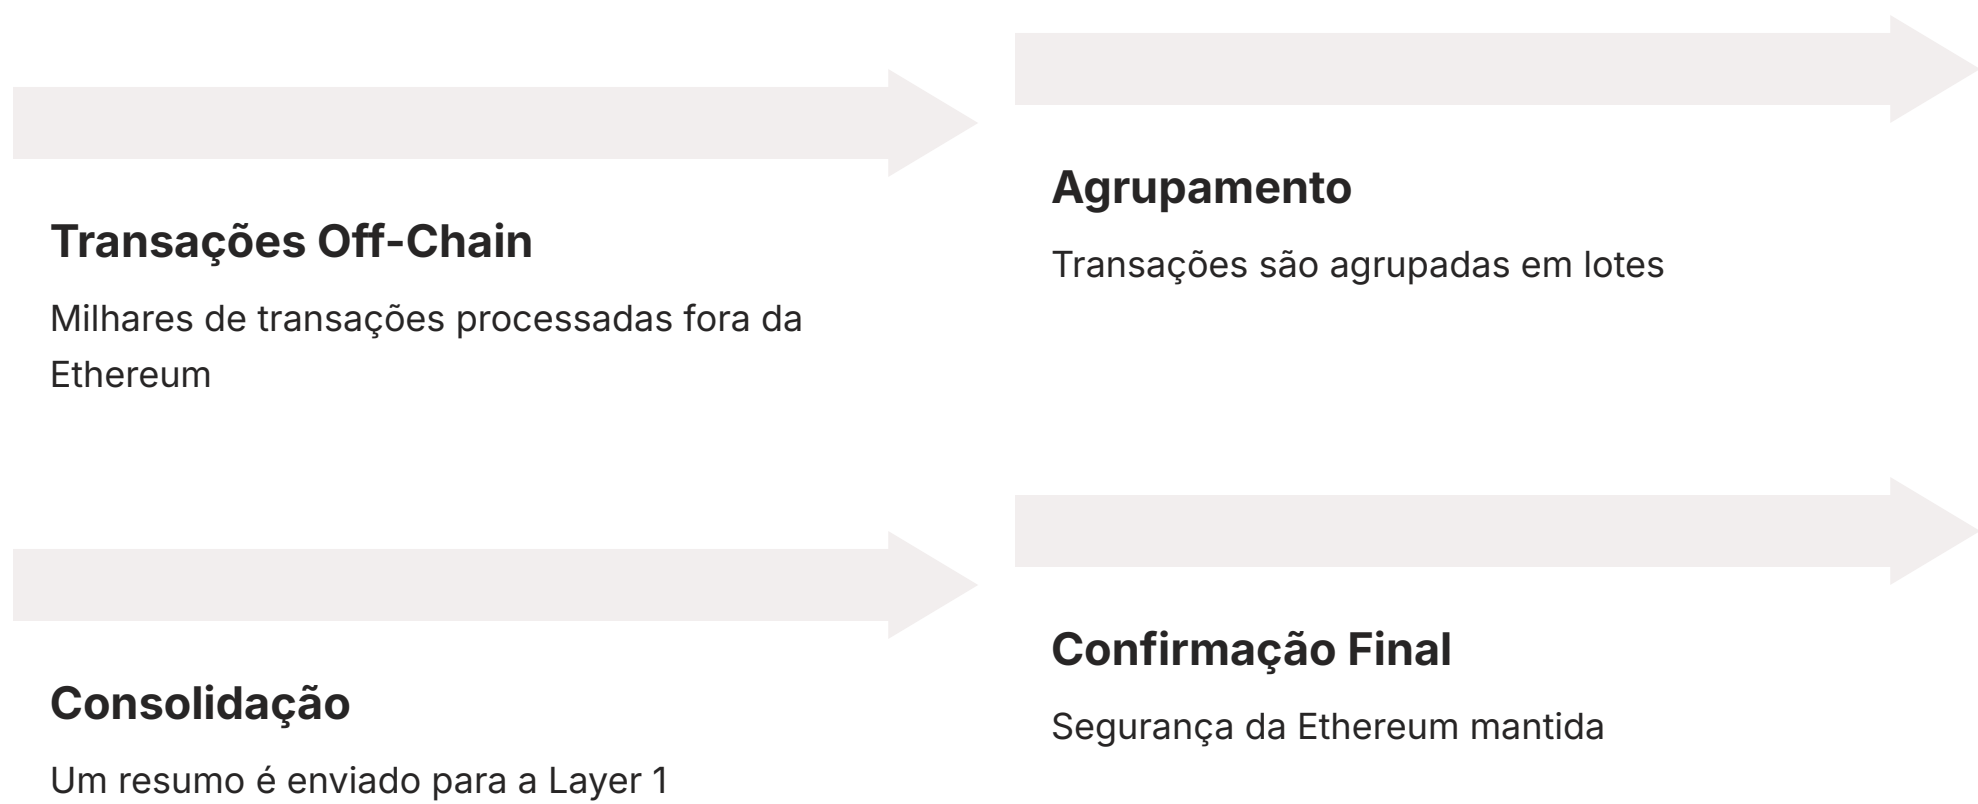 Transações Off-Chain
Milhares de transações processadas fora da
Ethereum
Agrupamento
Transações são agrupadas em lotes
Consolidação
Um resumo é enviado para a Layer 1
Confirmação Final
Segurança da Ethereum mantida